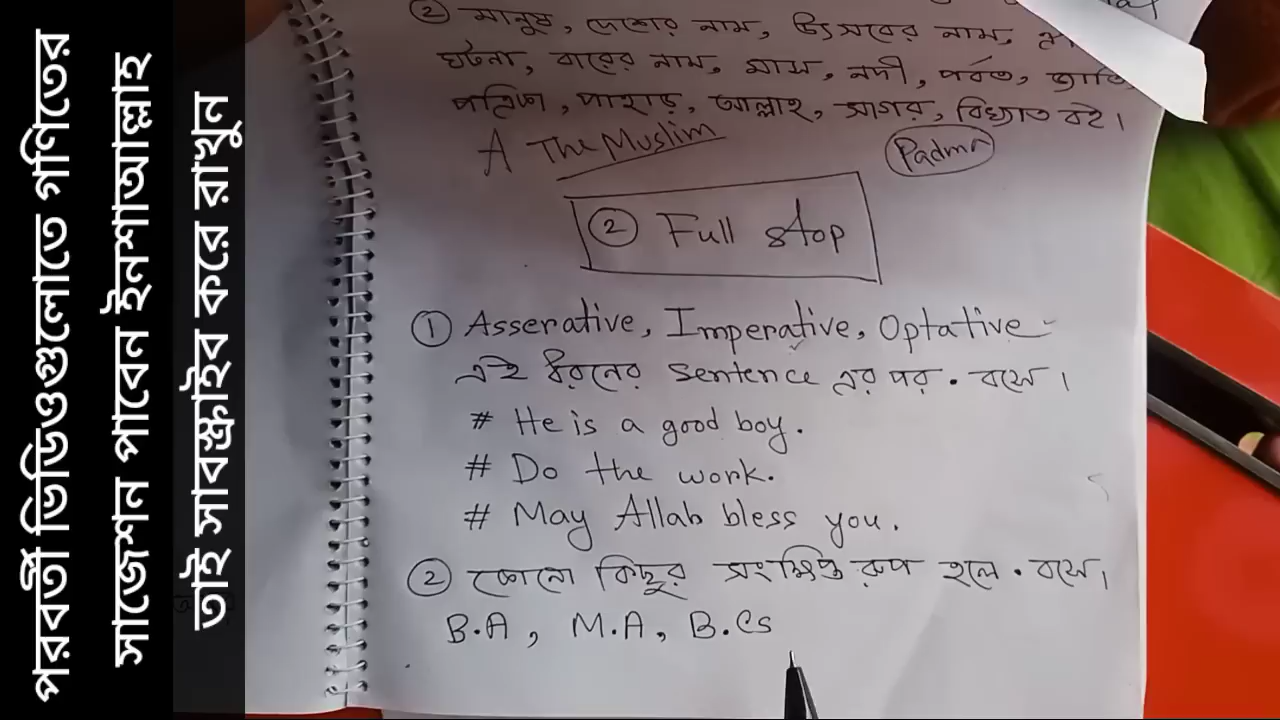 পরবর্তী ভিডিওগুলোতে গণিতের
সাজেশন পাবেন ইনশাআল্লাহ
তাই সাবস্ক্রাইব করে রাখুন
② মানুষ, দেশের নাম, উৎসবের নাম,
ঘটনা, বারের নাম, মাস, নদী, পর্বত, জাতি,
পত্রিকা, পাহাড়, আল্লাহ, সাগর, বিখ্যাত বই।
A The Muslim
Padma
② Full stop
① Asserative, Imperative, Optative
এই ধরনের sentence এর পর . বসে।
# He is a good boy.
# Do the work.
# May Allah bless you.
② কোনো কিছুর সংক্ষিপ্ত রুপ হলে . বসে।
B.A, M.A, B.Cs